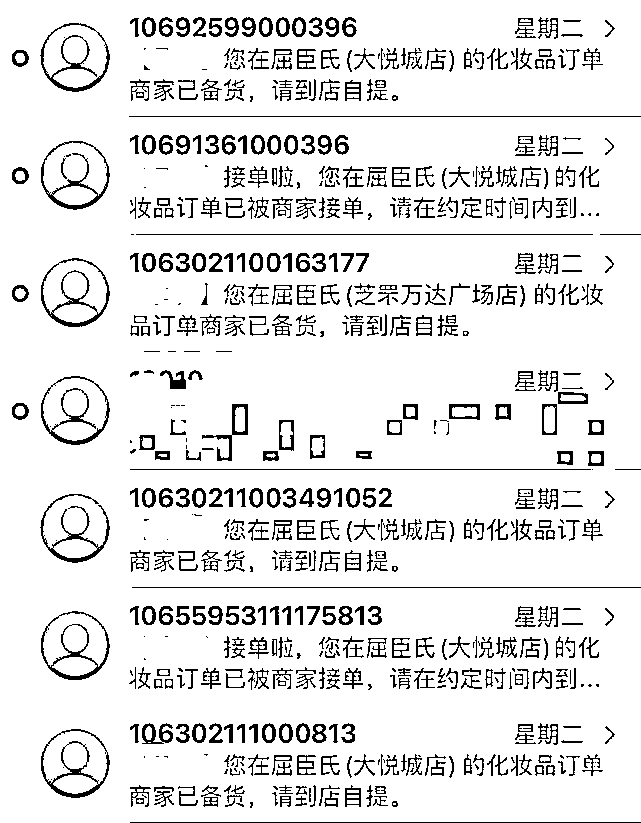 10692599000396 星期二
您在屈臣氏(大悦城店)的化妆品订单
商家已备货，请到店自提。
10691361000396 星期二
接单啦，您在屈臣氏(大悦城店)的化
妆品订单已被商家接单，请在约定时间内到...
1063021100163177 星期二
】您在屈臣氏(芝罘万达广场店)的化妆
品订单商家已备货，请到店自提。
星期二
10630211003491052 星期二
您在屈臣氏(大悦城店)的化妆品订单
商家已备货，请到店自提。
10655953111175813 星期二
接单啦，您在屈臣氏(大悦城店)的化
妆品订单已被商家接单，请在约定时间内到...
106302111000813 星期二
您在屈臣氏(大悦城店)的化妆品订单
商家已备货，请到店自提。